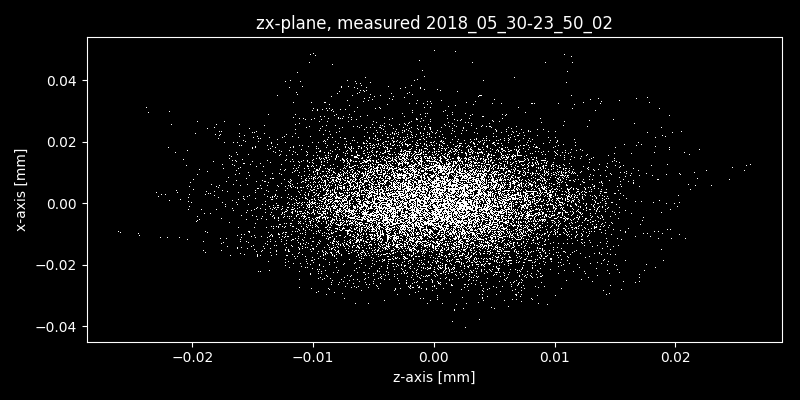 zx-plane, measured 2018_05_30-23_50_02
0.04
0.02
0.00
−0.02
−0.04
x-axis [mm]
−0.02 −0.01 0.00 0.01 0.02
z-axis [mm]